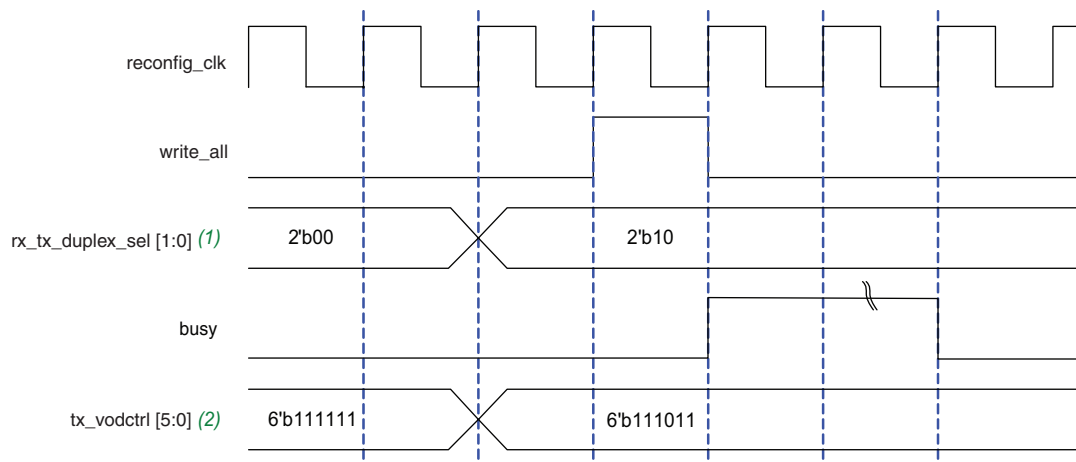 reconfig_clk
write_all
rx_tx_duplex_sel [1:0] (1) 2'b00 2'b10
busy
tx_vodctrl [5:0] (2) 6'b111111 6'b111011